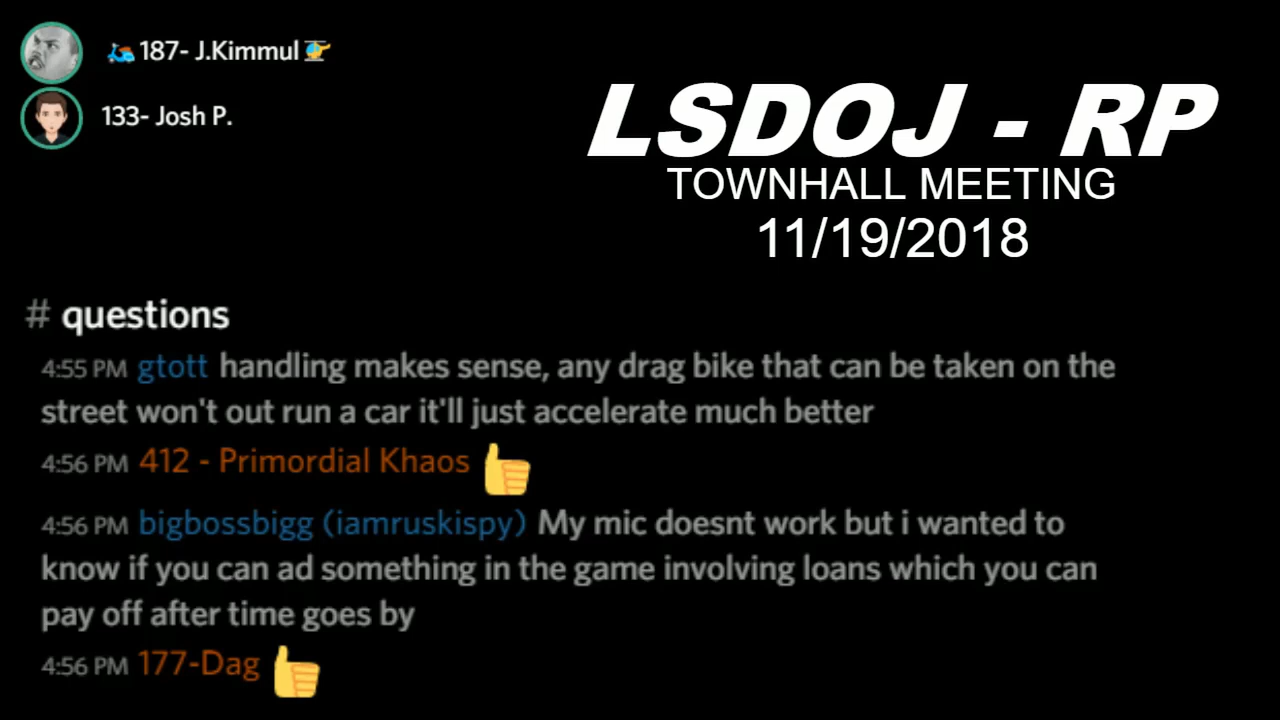 🛵187- J.Kimmul🚁
133- Josh P.
LSDOJ - RP
TOWNHALL MEETING
11/19/2018
# questions
4:55 PM gtott handling makes sense, any drag bike that can be taken on the
street won't out run a car it'll just accelerate much better
4:56 PM 412 - Primordial Khaos 👍
4:56 PM bigbossbigg (iamruskispy) My mic doesnt work but i wanted to
know if you can ad something in the game involving loans which you can
pay off after time goes by
4:56 PM 177-Dag 👍